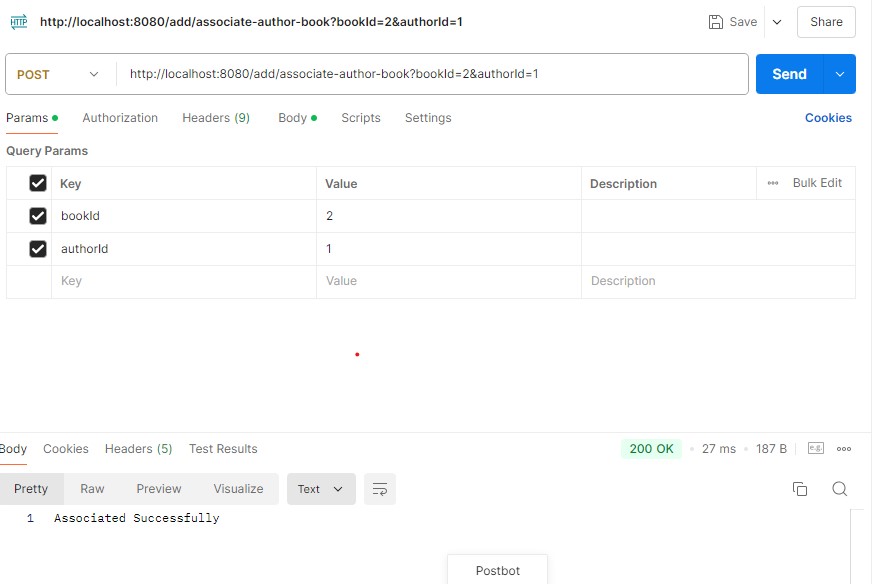 HTTP http://localhost:8080/add/associate-author-book?bookId=2&authorId=1 Save Share
POST http://localhost:8080/add/associate-author-book?bookId=2&authorId=1 Send
Params Authorization Headers (9) Body Scripts Settings Cookies
Query Params
Key Value Description Bulk Edit
bookId 2
authorId 1
Key Value Description
Body Cookies Headers (5) Test Results 200 OK 27 ms 187 B e.g.
Pretty Raw Preview Visualize Text
1 Associated Successfully
Postbot